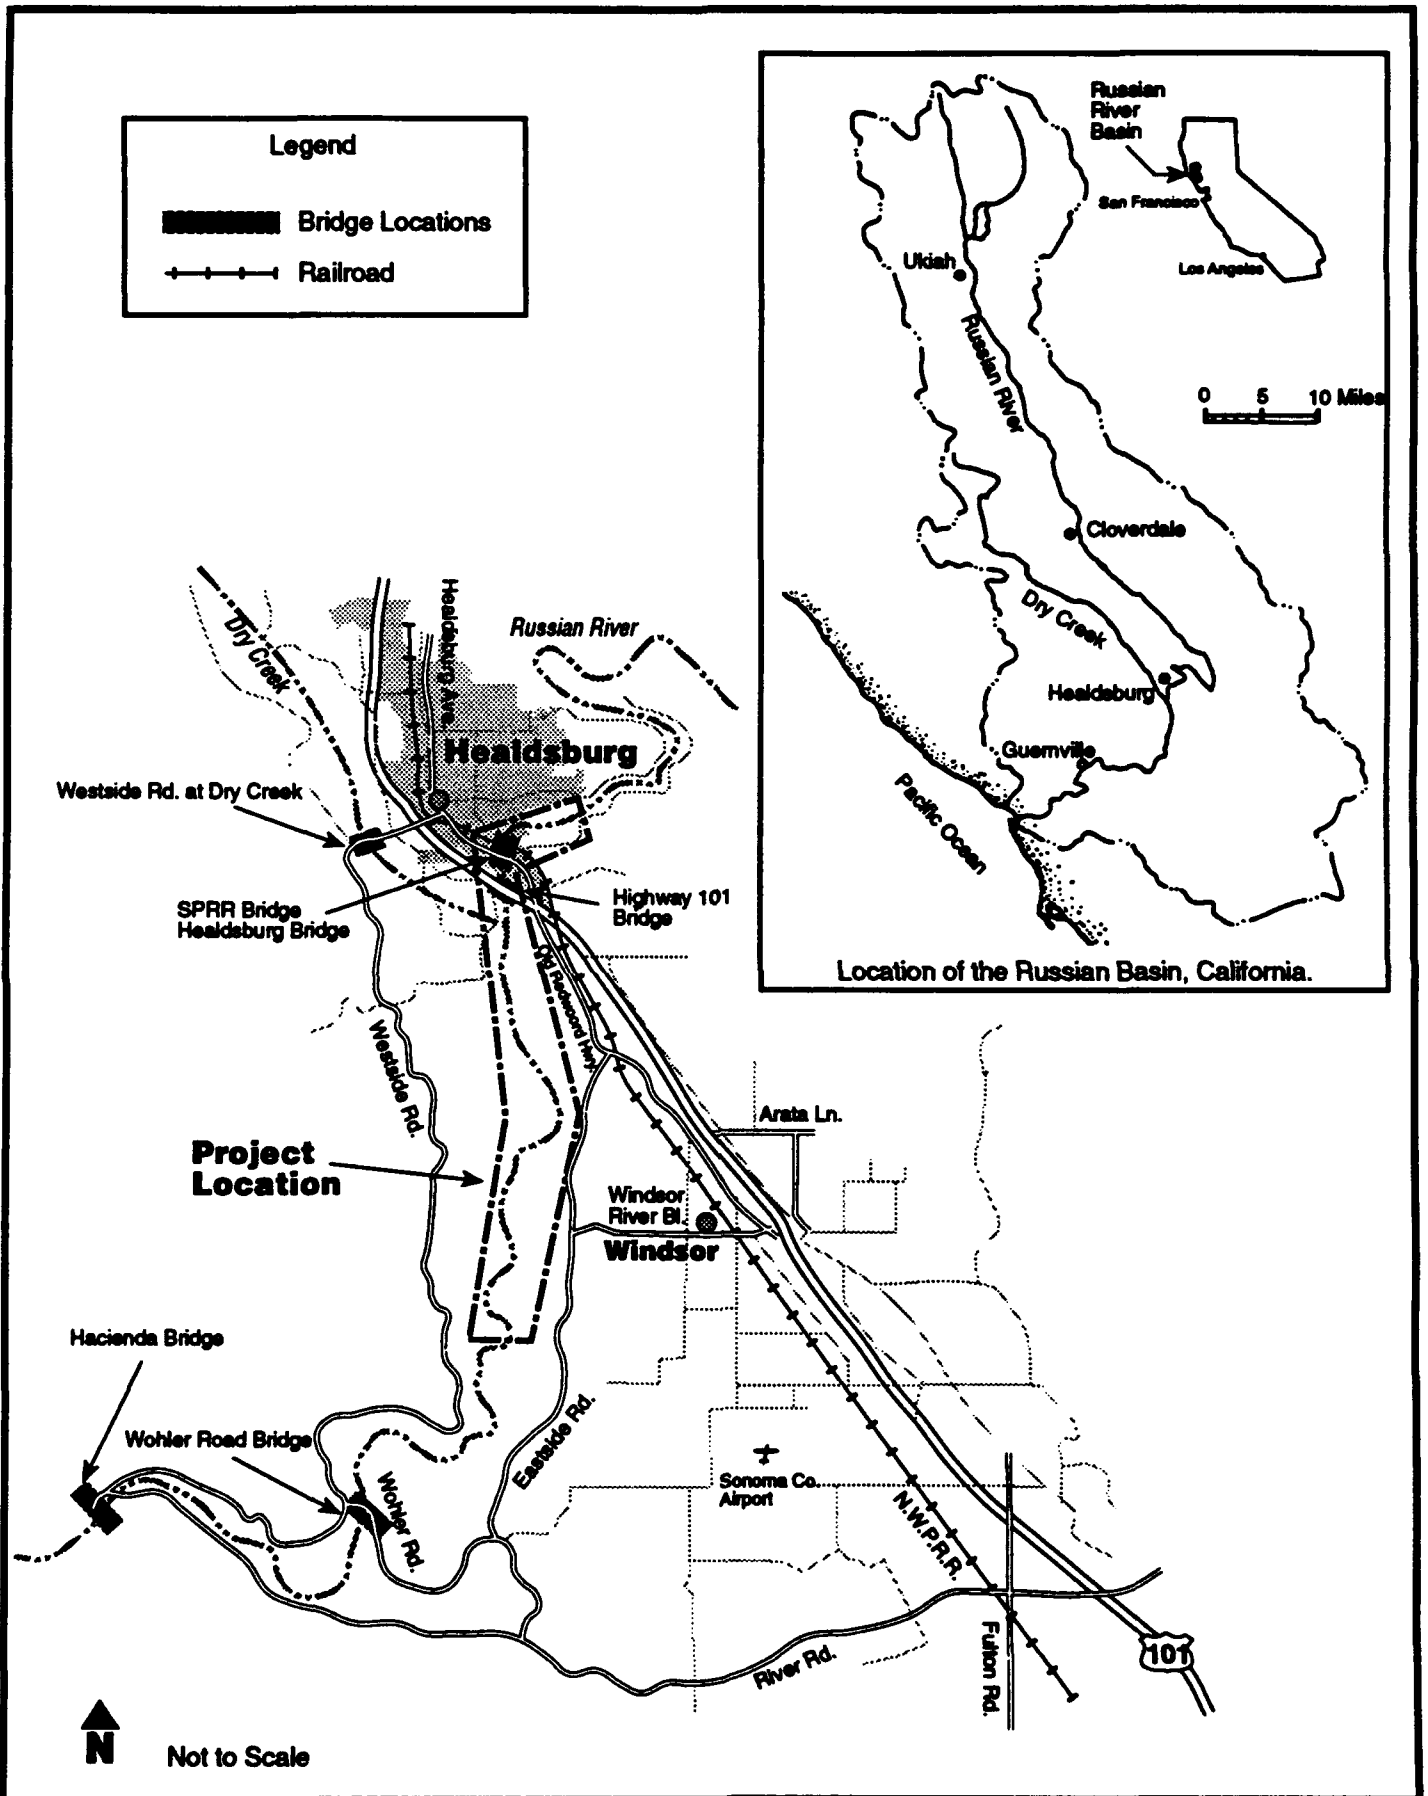 Legend
Bridge Locations
Railroad
Russian
River
Basin
San Francisco
Los Angeles
Ukiah
Russian River
0 5 10 Miles
Cloverdale
Dry Creek
Healdsburg
Guernville
Pacific Ocean
Location of the Russian Basin, California.
Healdsburg Ave.
Russian River
Dry Creek
Healdsburg
Westside Rd. at Dry Creek
SPRR Bridge
Healdsburg Bridge
Highway 101
Bridge
Old Redwoord Hwy.
Westside Rd.
Arata Ln.
Project
Location
Windsor
River Bl.
Windsor
Hacienda Bridge
Wohler Road Bridge
Eastside Rd.
Wohler Rd.
Sonoma Co.
Airport
N.W.P.R.R.
River Rd.
Fulton Rd.
101
N
Not to Scale